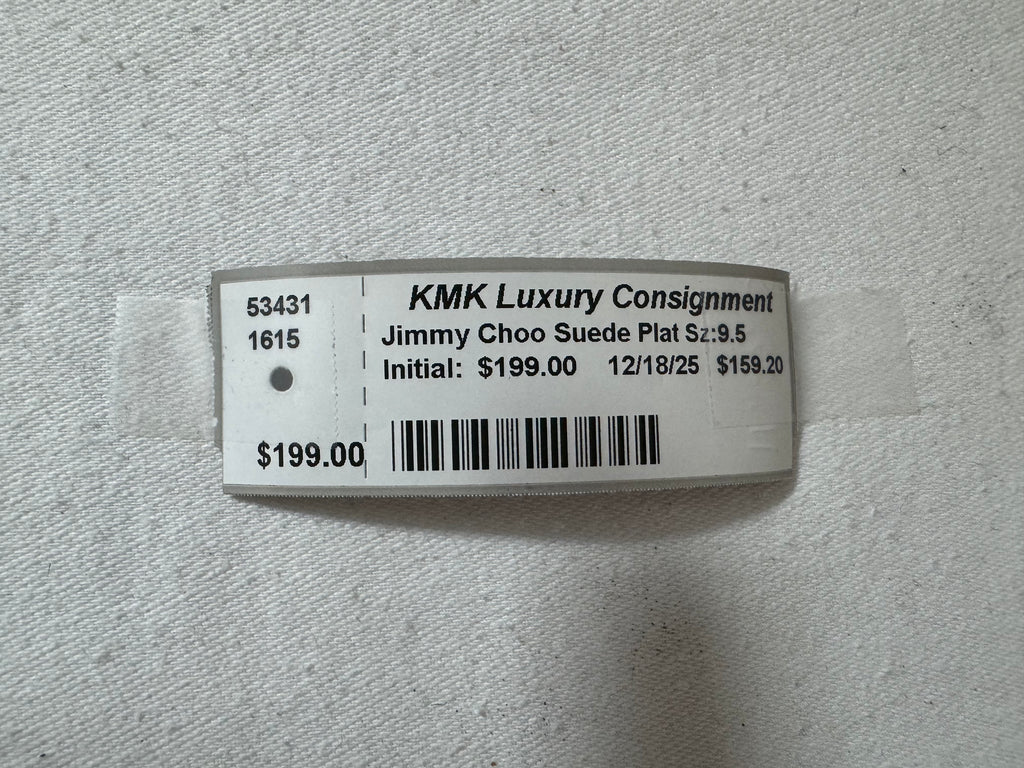 53431
1615
$199.00
KMK Luxury Consignment
Jimmy Choo Suede Plat Sz:9.5
Initial: $199.00 12/18/25 $159.20